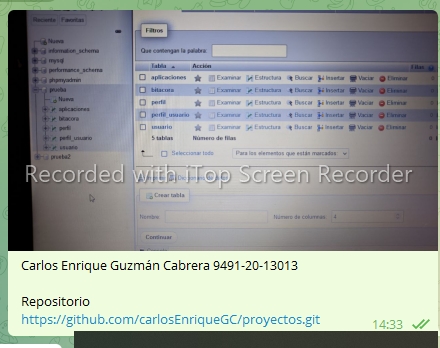 Reciente Favoritas
Nueva
information_schema
mysql
performance_schema
phpmyadmin
prueba
Nueva
aplicaciones
bitacora
perfil
perfil_usuario
usuario
prueba2
Filtros
Que contengan la palabra:
Tabla Acción Filas
aplicaciones Examinar Estructura Buscar Insertar Vaciar Eliminar
bitacora Examinar Estructura Buscar Insertar Vaciar Eliminar
perfil Examinar Estructura Buscar Insertar Vaciar Eliminar
perfil_usuario Examinar Estructura Buscar Insertar Vaciar Eliminar
usuario Examinar Estructura Buscar Insertar Vaciar Eliminar
5 tablas Número de filas
Seleccionar todo Para los elementos que están marcados:
Recorded with iTop Screen Recorder
Crear tabla
Nombre: Número de columnas: 4
Continuar
Carlos Enrique Guzmán Cabrera 9491-20-13013
Repositorio
https://github.com/carlosEnriqueGC/proyectos.git
14:33